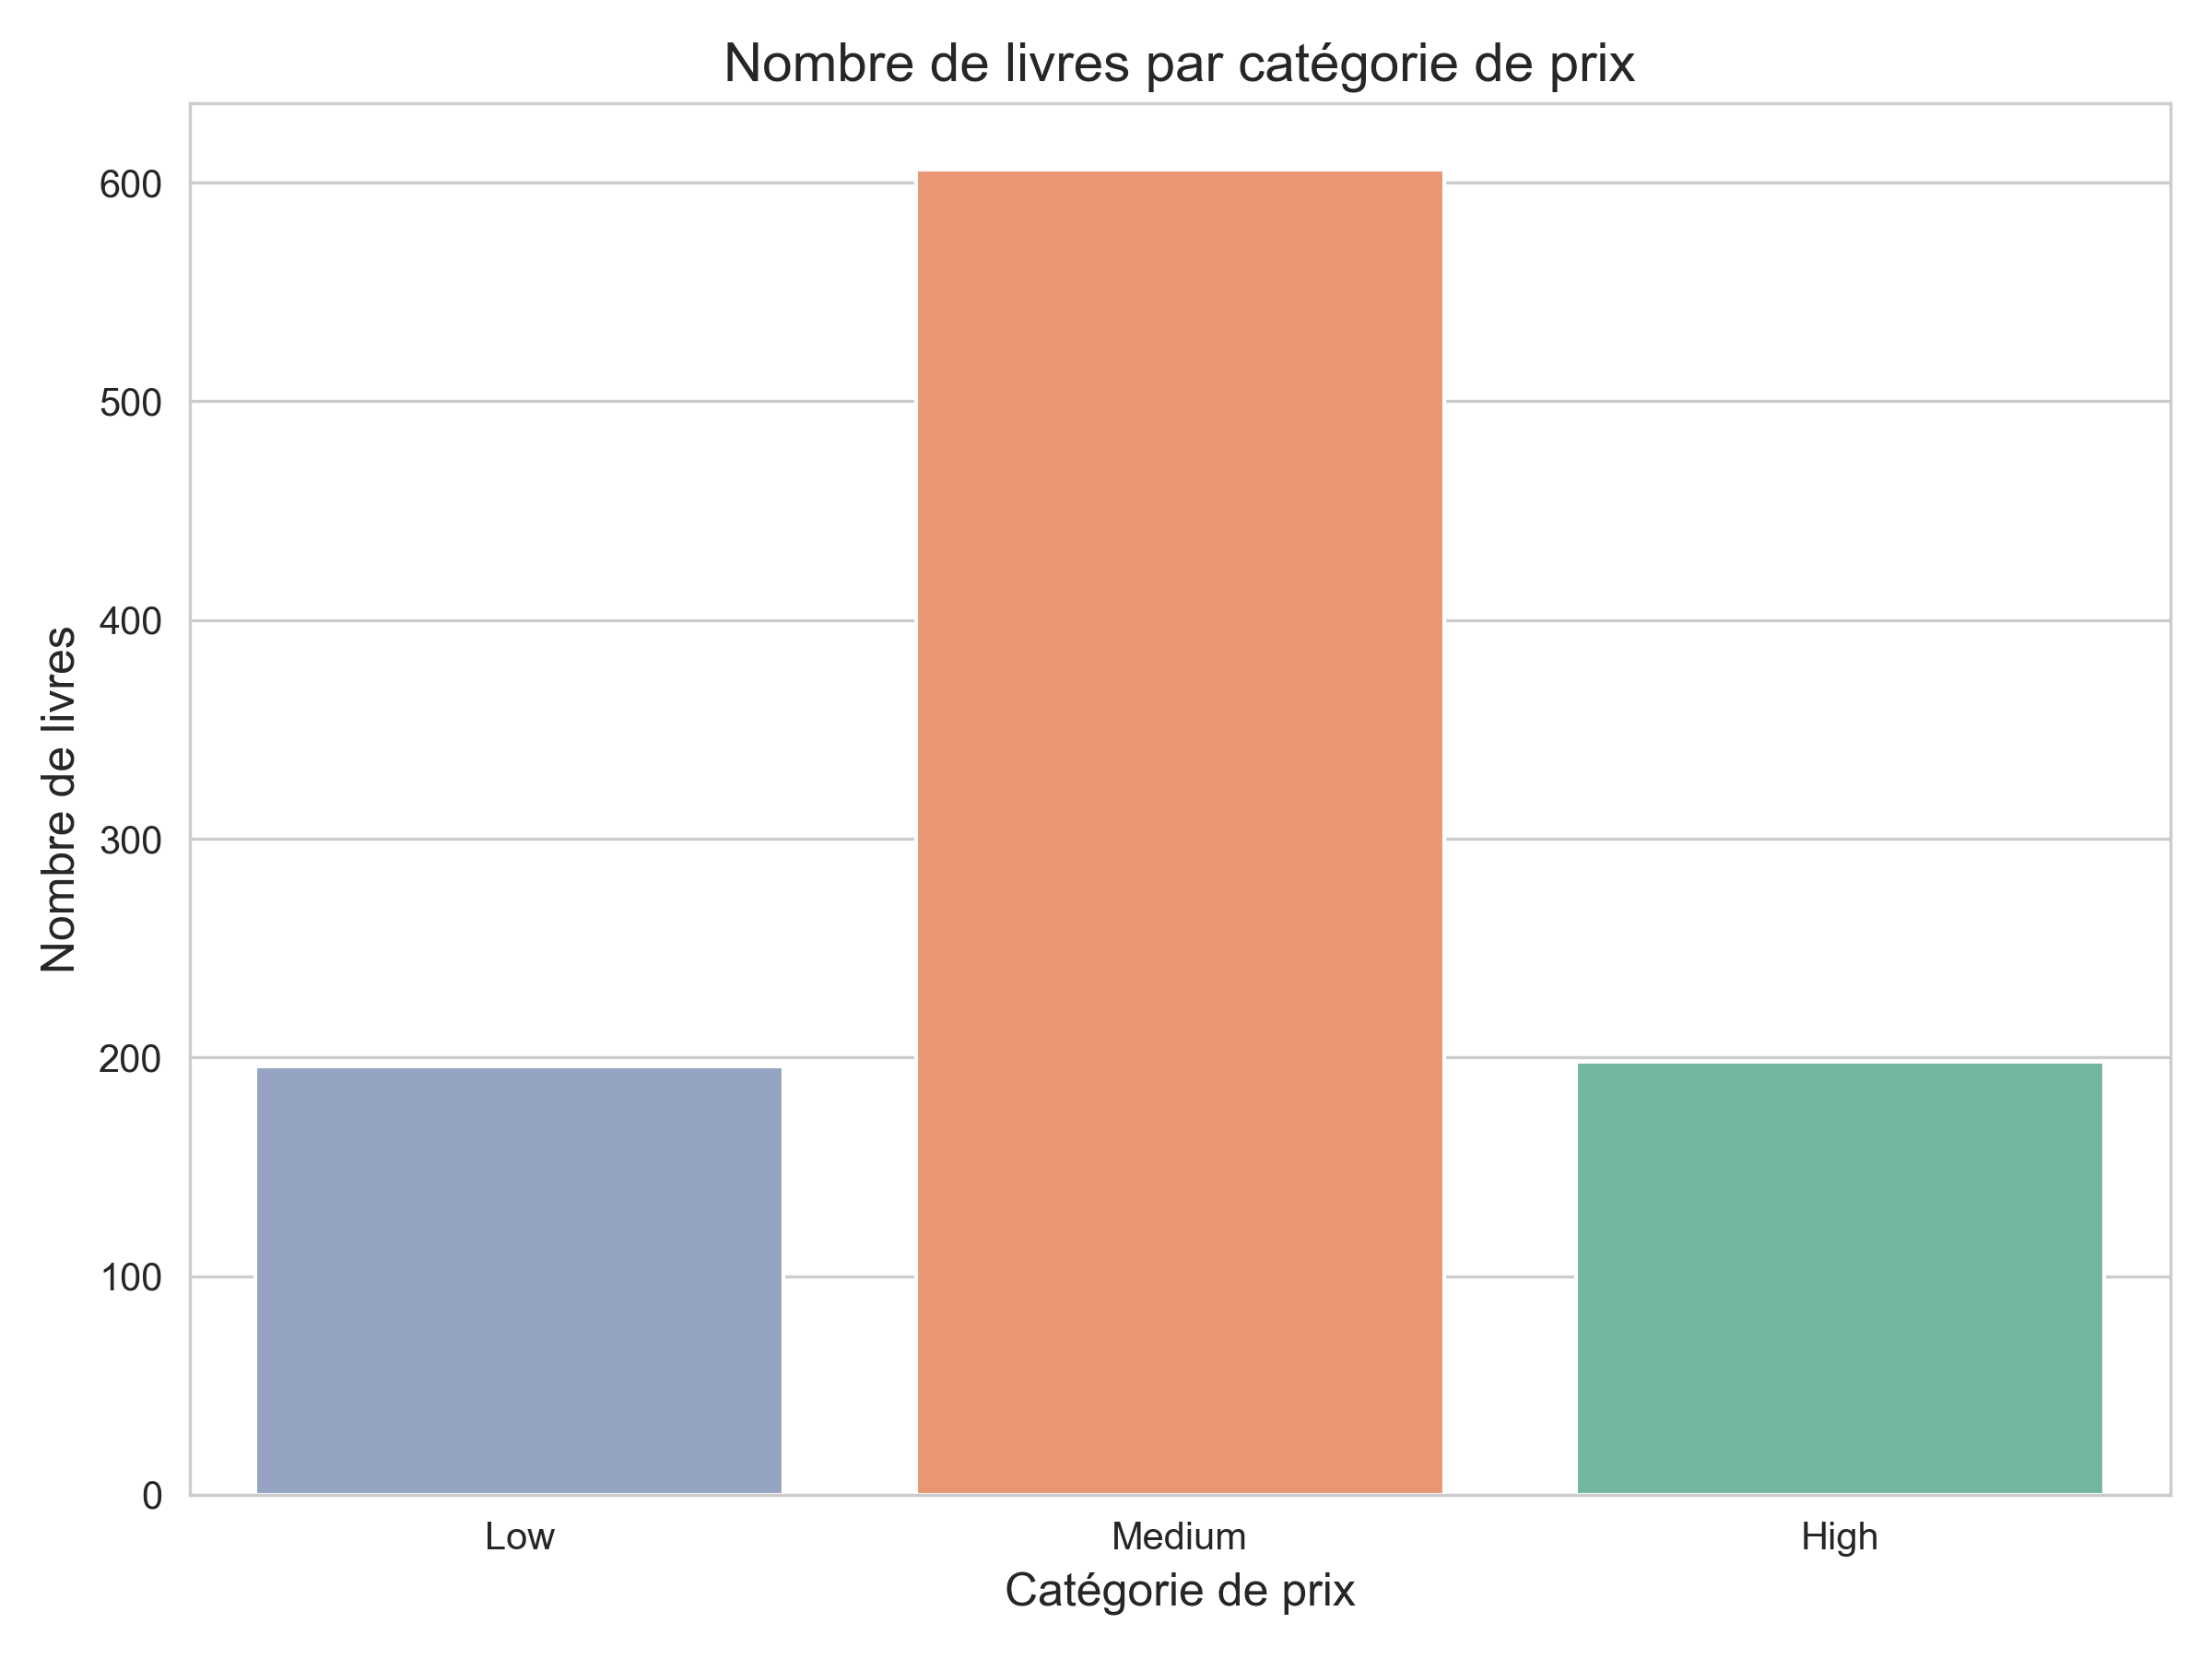 Nombre de livres par catégorie de prix
Nombre de livres
600
500
400
300
200
100
0
Low
Medium
High
Catégorie de prix